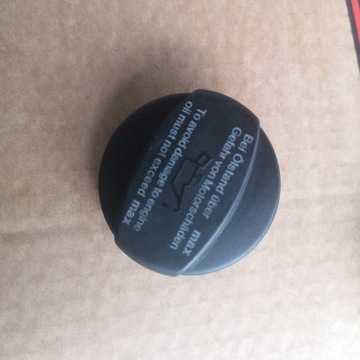 Bei Ölstand über max
Gefahr von Motorschäden
To avoid damage to engine
oil must not exceed max